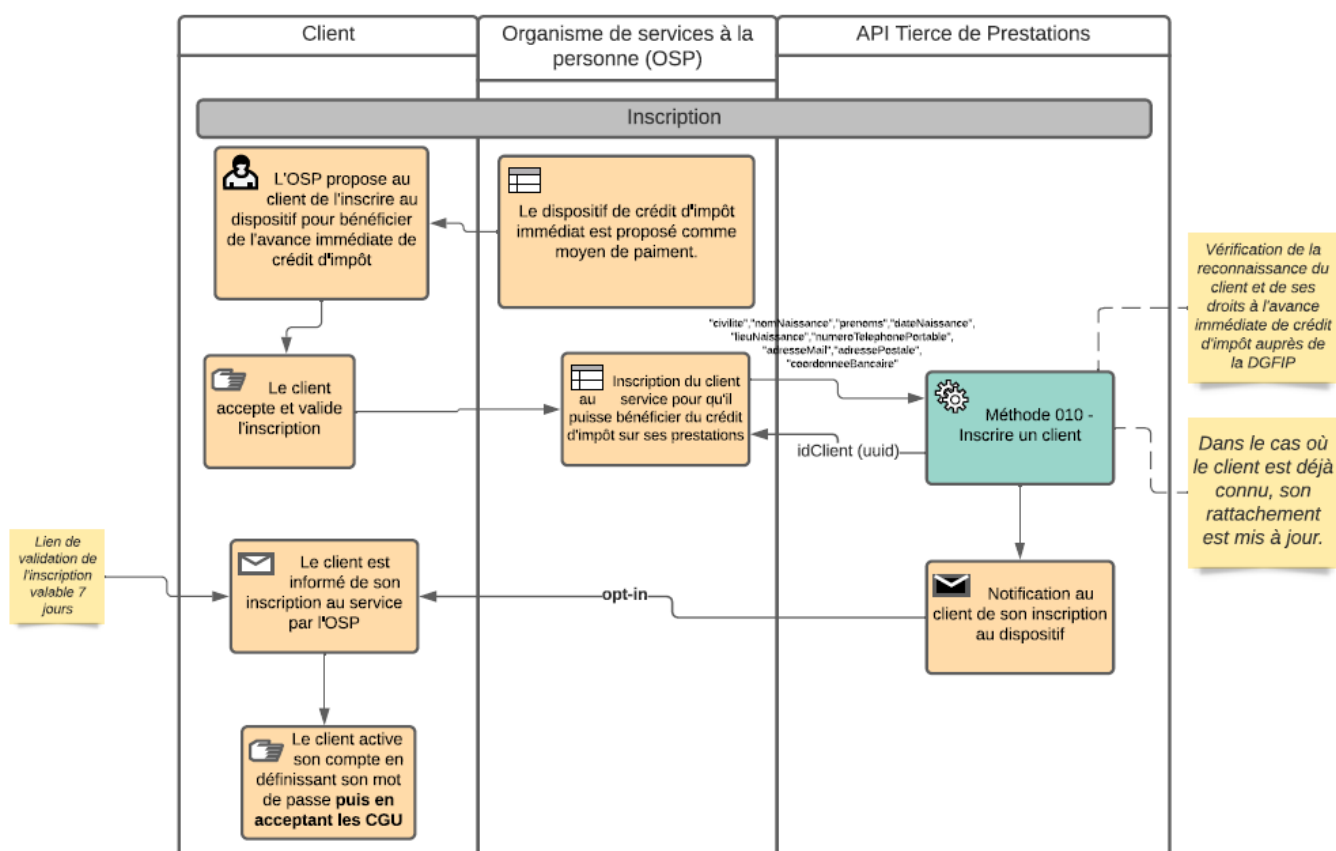 Client
Organisme de services à la
personne (OSP)
API Tierce de Prestations
Inscription
L'OSP propose au
client de l'inscrire au
dispositif pour bénéficier
de l'avance immédiate de
crédit d'impôt
Le dispositif de crédit d'impôt
immédiat est proposé comme
moyen de paiment.
Vérification de la
reconnaissance du
client et de ses
droits à l'avance
immédiate de crédit
d'impôt auprès de
la DGFIP
"civilite","nomNaissance","prenoms","dateNaissance",
"lieuNaissance","numeroTelephonePortable",
"adresseMail","adressePostale",
"coordonneeBancaire"
Le client
accepte et valide
l'inscription
Inscription du client
au service pour qu'il
puisse bénéficier du crédit
d'impôt sur ses prestations
Méthode 010 -
Inscrire un client
idClient (uuid)
Dans le cas où
le client est déjà
connu, son
rattachement
est mis à jour.
Lien de
validation de
l'inscription
valable 7
jours
Le client est
informé de son
inscription au service
par l'OSP
opt-in
Notification au
client de son inscription
au dispositif
Le client active
son compte en
définissant son mot
de passe puis en
acceptant les CGU